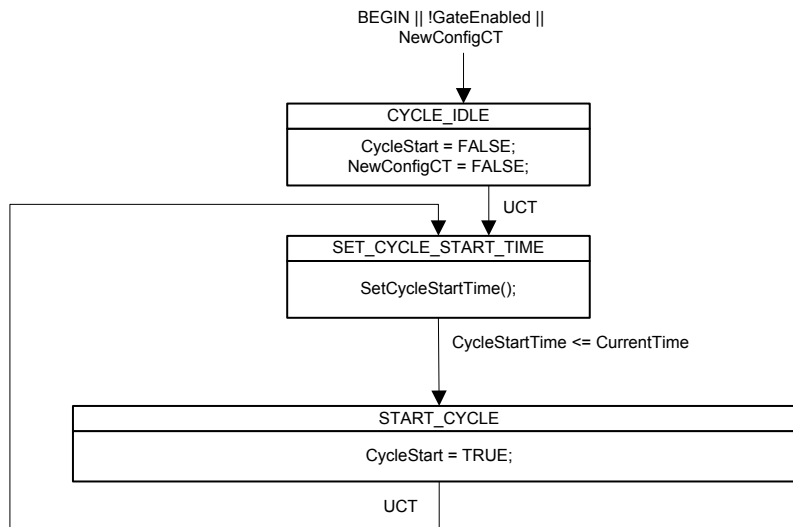 BEGIN || !GateEnabled ||
NewConfigCT
CYCLE_IDLE
CycleStart = FALSE;
NewConfigCT = FALSE;
UCT
SET_CYCLE_START_TIME
SetCycleStartTime();
CycleStartTime <= CurrentTime
START_CYCLE
CycleStart = TRUE;
UCT